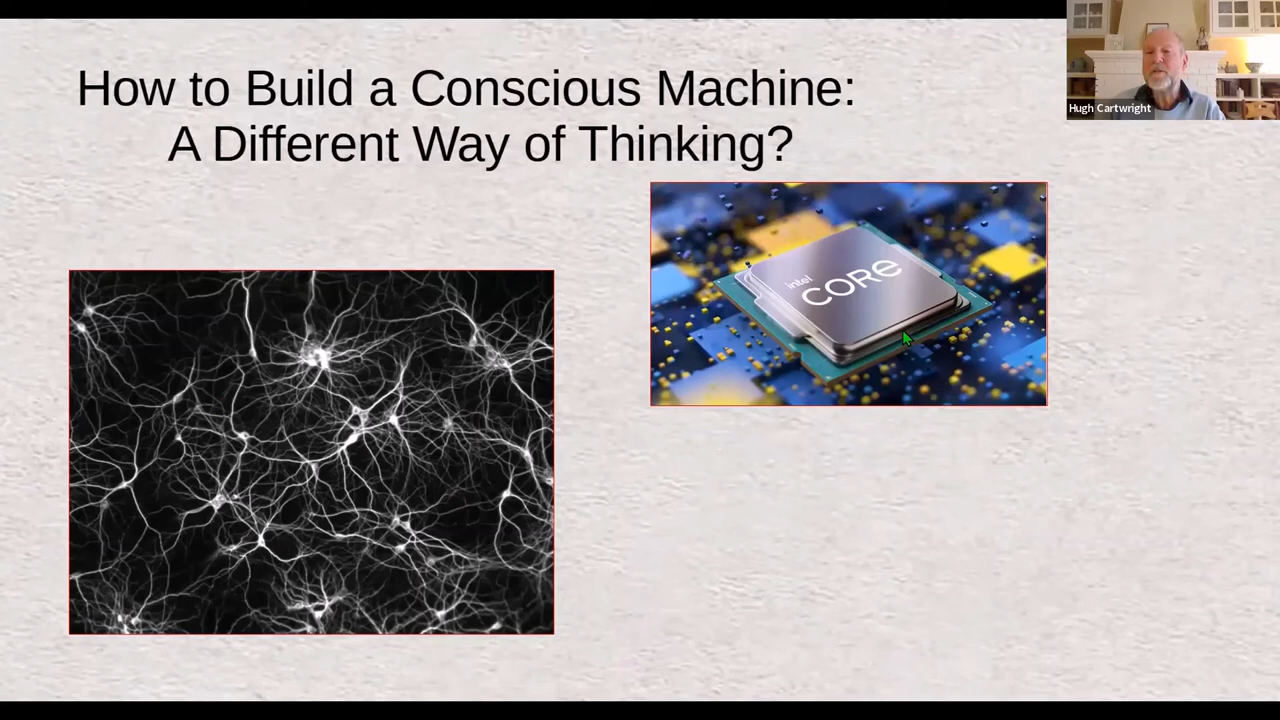 How to Build a Conscious Machine:
A Different Way of Thinking?
Hugh Cartwright
intel
CORE